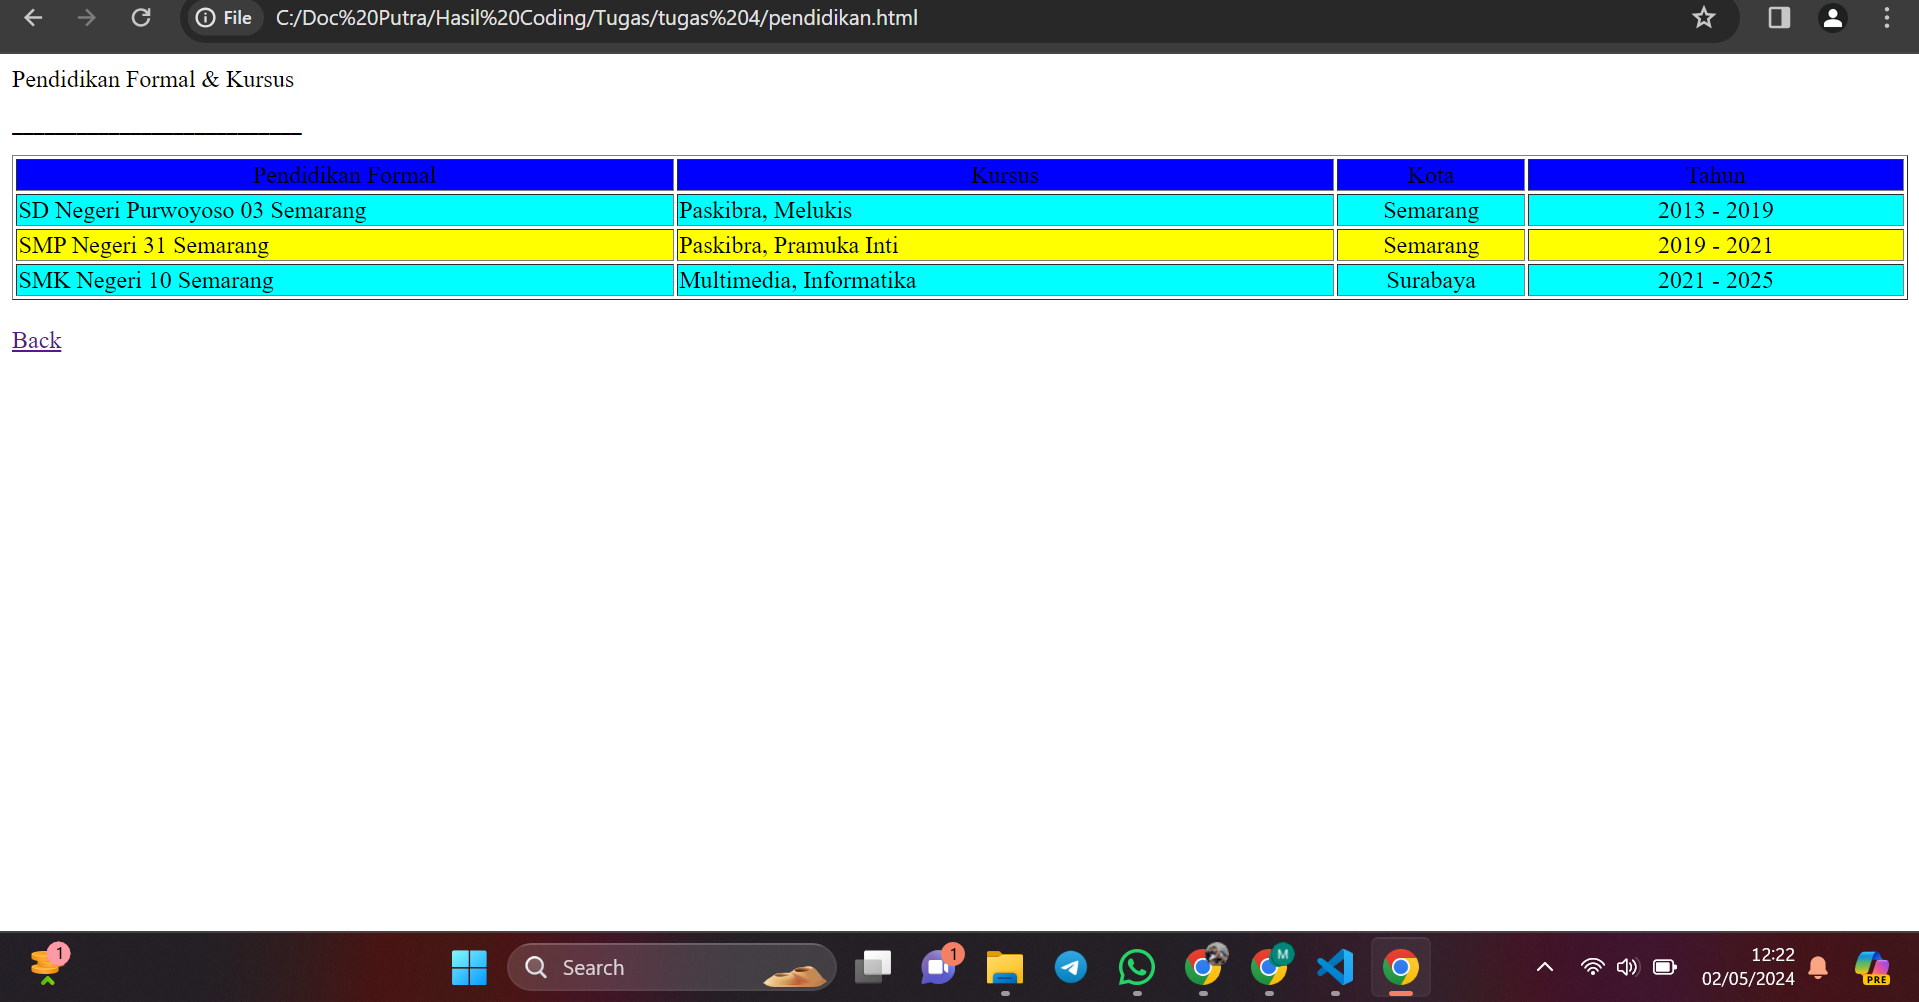 File C:/Doc%20Putra/Hasil%20Coding/Tugas/tugas%204/pendidikan.html
Pendidikan Formal & Kursus
___________________________
Pendidikan Formal Kursus Kota Tahun
SD Negeri Purwoyoso 03 Semarang Paskibra, Melukis Semarang 2013 - 2019
SMP Negeri 31 Semarang Paskibra, Pramuka Inti Semarang 2019 - 2021
SMK Negeri 10 Semarang Multimedia, Informatika Surabaya 2021 - 2025
Back
1 Search 1 M 12:22
02/05/2024
PRE